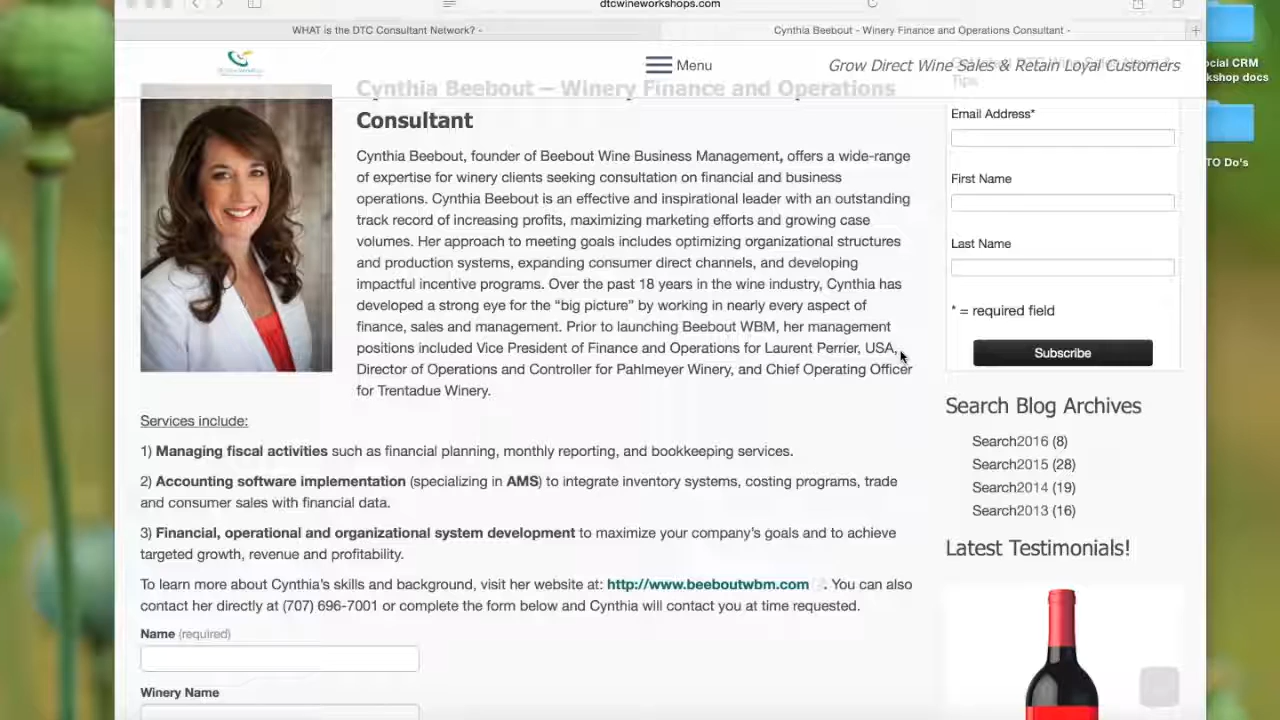 dtcwineworkshops.com
WHAT is the DTC Consultant Network? -
Cynthia Beebout - Winery Finance and Operations Consultant -
Menu
Grow Direct Wine Sales & Retain Loyal Customers
Tips
Cynthia Beebout – Winery Finance and Operations
Consultant
Cynthia Beebout, founder of Beebout Wine Business Management, offers a wide-range
of expertise for winery clients seeking consultation on financial and business
operations. Cynthia Beebout is an effective and inspirational leader with an outstanding
track record of increasing profits, maximizing marketing efforts and growing case
volumes. Her approach to meeting goals includes optimizing organizational structures
and production systems, expanding consumer direct channels, and developing
impactful incentive programs. Over the past 18 years in the wine industry, Cynthia has
developed a strong eye for the “big picture” by working in nearly every aspect of
finance, sales and management. Prior to launching Beebout WBM, her management
positions included Vice President of Finance and Operations for Laurent Perrier, USA,
Director of Operations and Controller for Pahlmeyer Winery, and Chief Operating Officer
for Trentadue Winery.
Services include:
1) Managing fiscal activities such as financial planning, monthly reporting, and bookkeeping services.
2) Accounting software implementation (specializing in AMS) to integrate inventory systems, costing programs, trade
and consumer sales with financial data.
3) Financial, operational and organizational system development to maximize your company's goals and to achieve
targeted growth, revenue and profitability.
To learn more about Cynthia's skills and background, visit her website at: http://www.beeboutwbm.com . You can also
contact her directly at (707) 696-7001 or complete the form below and Cynthia will contact you at time requested.
Name (required)
Winery Name
Email Address*
First Name
Last Name
* = required field
Subscribe
Search Blog Archives
Search2016 (8)
Search2015 (28)
Search2014 (19)
Search2013 (16)
Latest Testimonials!
ocial CRM
kshop docs
TO Do's